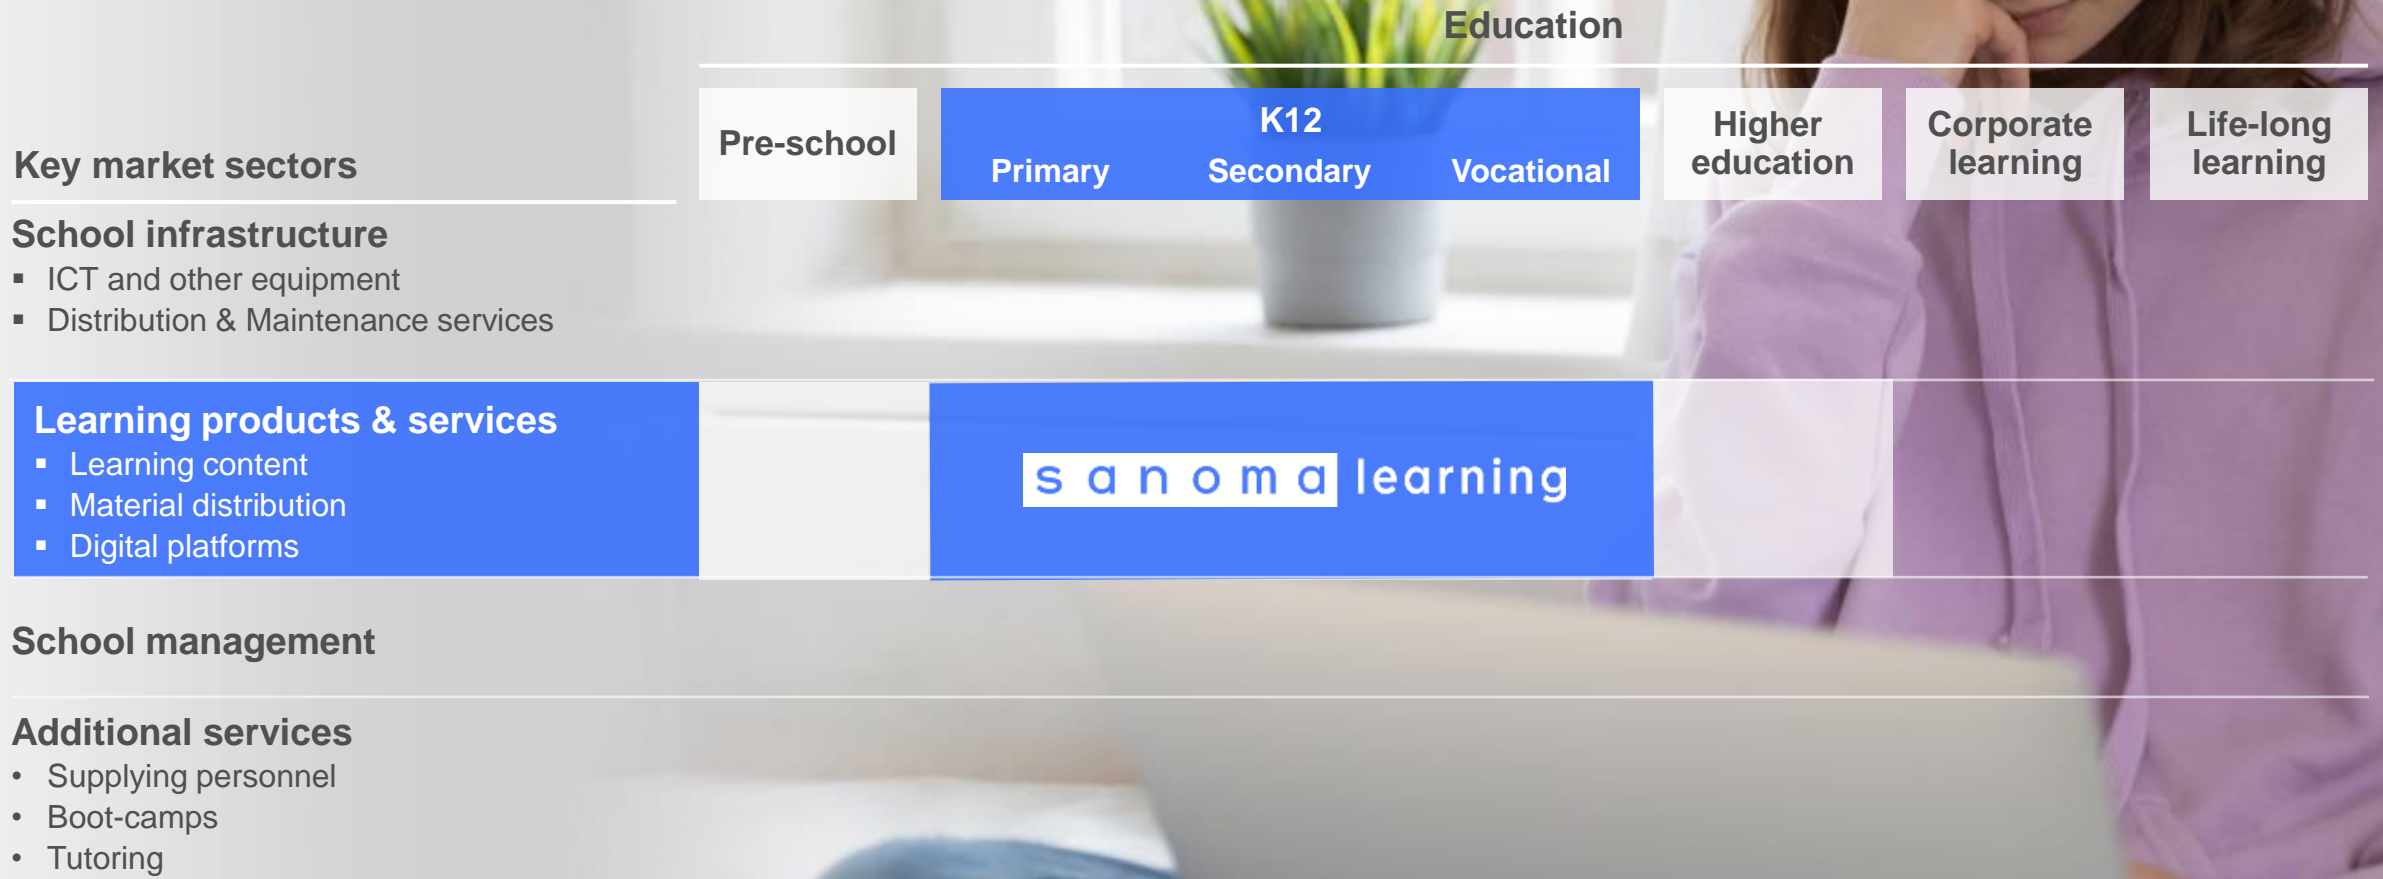 Education
Pre-school
K12
Primary Secondary Vocational
Higher
education
Corporate
learning
Life-long
learning
Key market sectors
School infrastructure
▪ ICT and other equipment
▪ Distribution & Maintenance services
Learning products & services
▪ Learning content
▪ Material distribution
▪ Digital platforms
sanoma learning
School management
Additional services
• Supplying personnel
• Boot-camps
• Tutoring